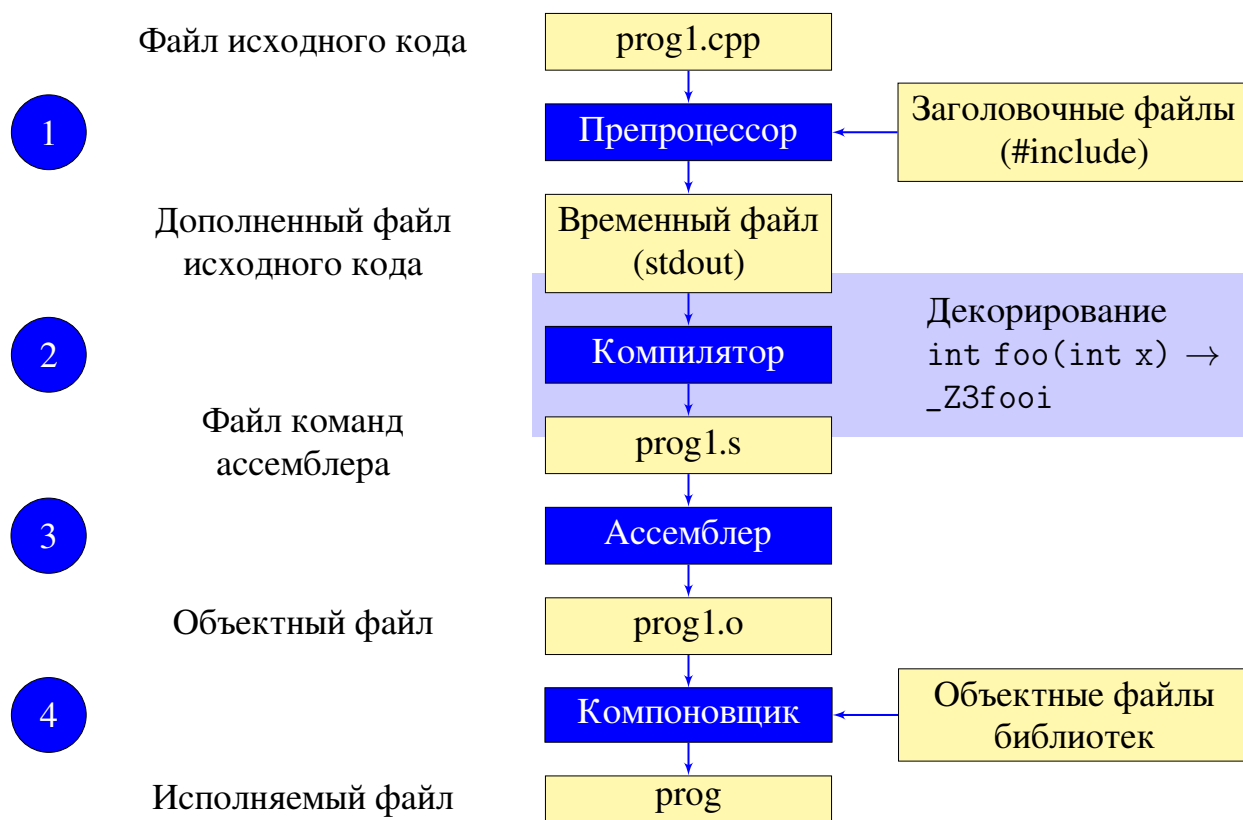 Файл исходного кода
prog1.cpp
1
Препроцессор
Заголовочные файлы
(#include)
Дополненный файл
исходного кода
Временный файл
(stdout)
2
Компилятор
Декорирование
int foo(int x) →
_Z3fooi
Файл команд
ассемблера
prog1.s
3
Ассемблер
Объектный файл
prog1.o
4
Компоновщик
Объектные файлы
библиотек
Исполняемый файл
prog